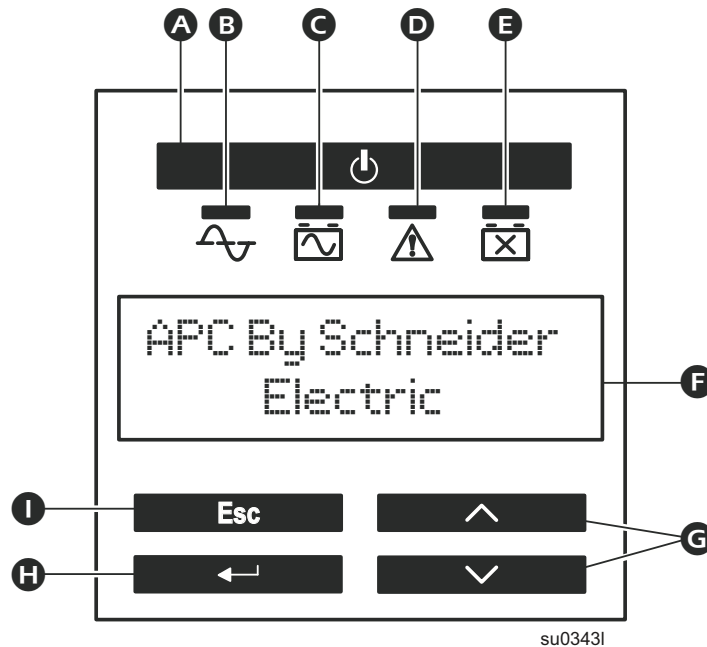 A B C D E
APC By Schneider
Electric
F
I Esc
G
H
su0343l